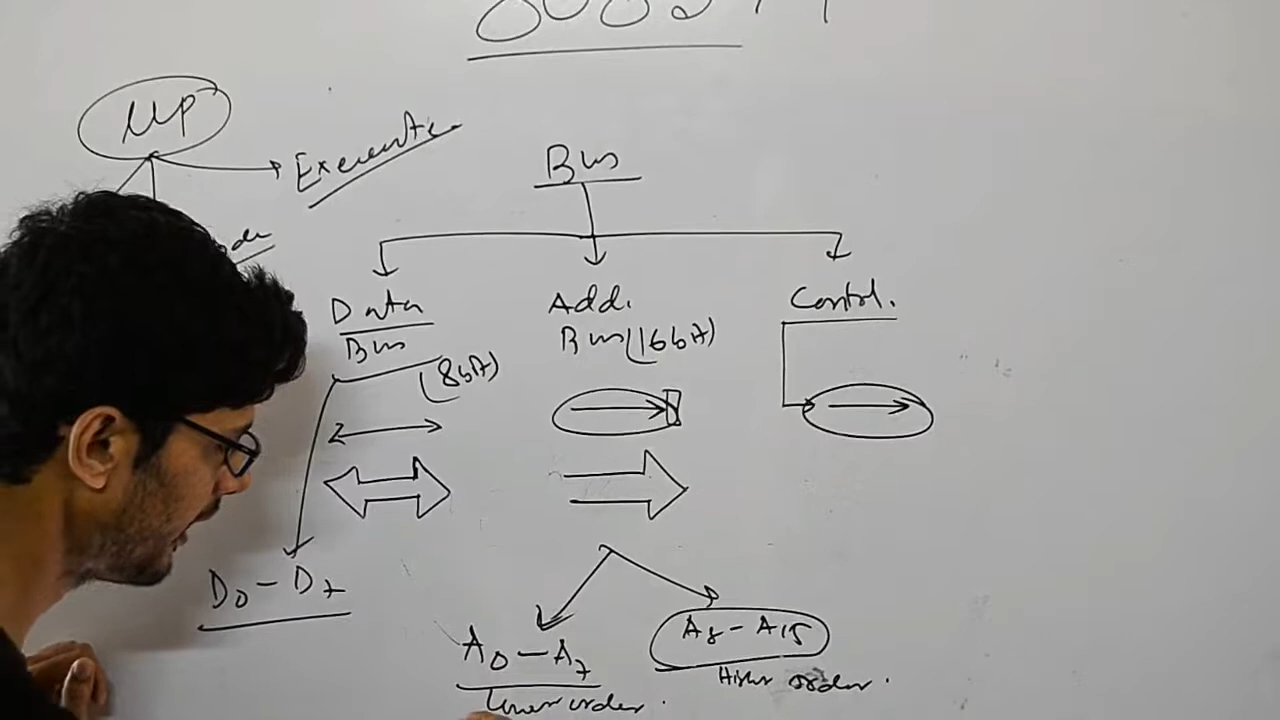 μp
Execute
Bus
Data
Bus
(8bit)
Add.
Bus (16bit)
Control.
D0 - D7
A0 - A7
Lower order.
A8 - A15
Higher order.